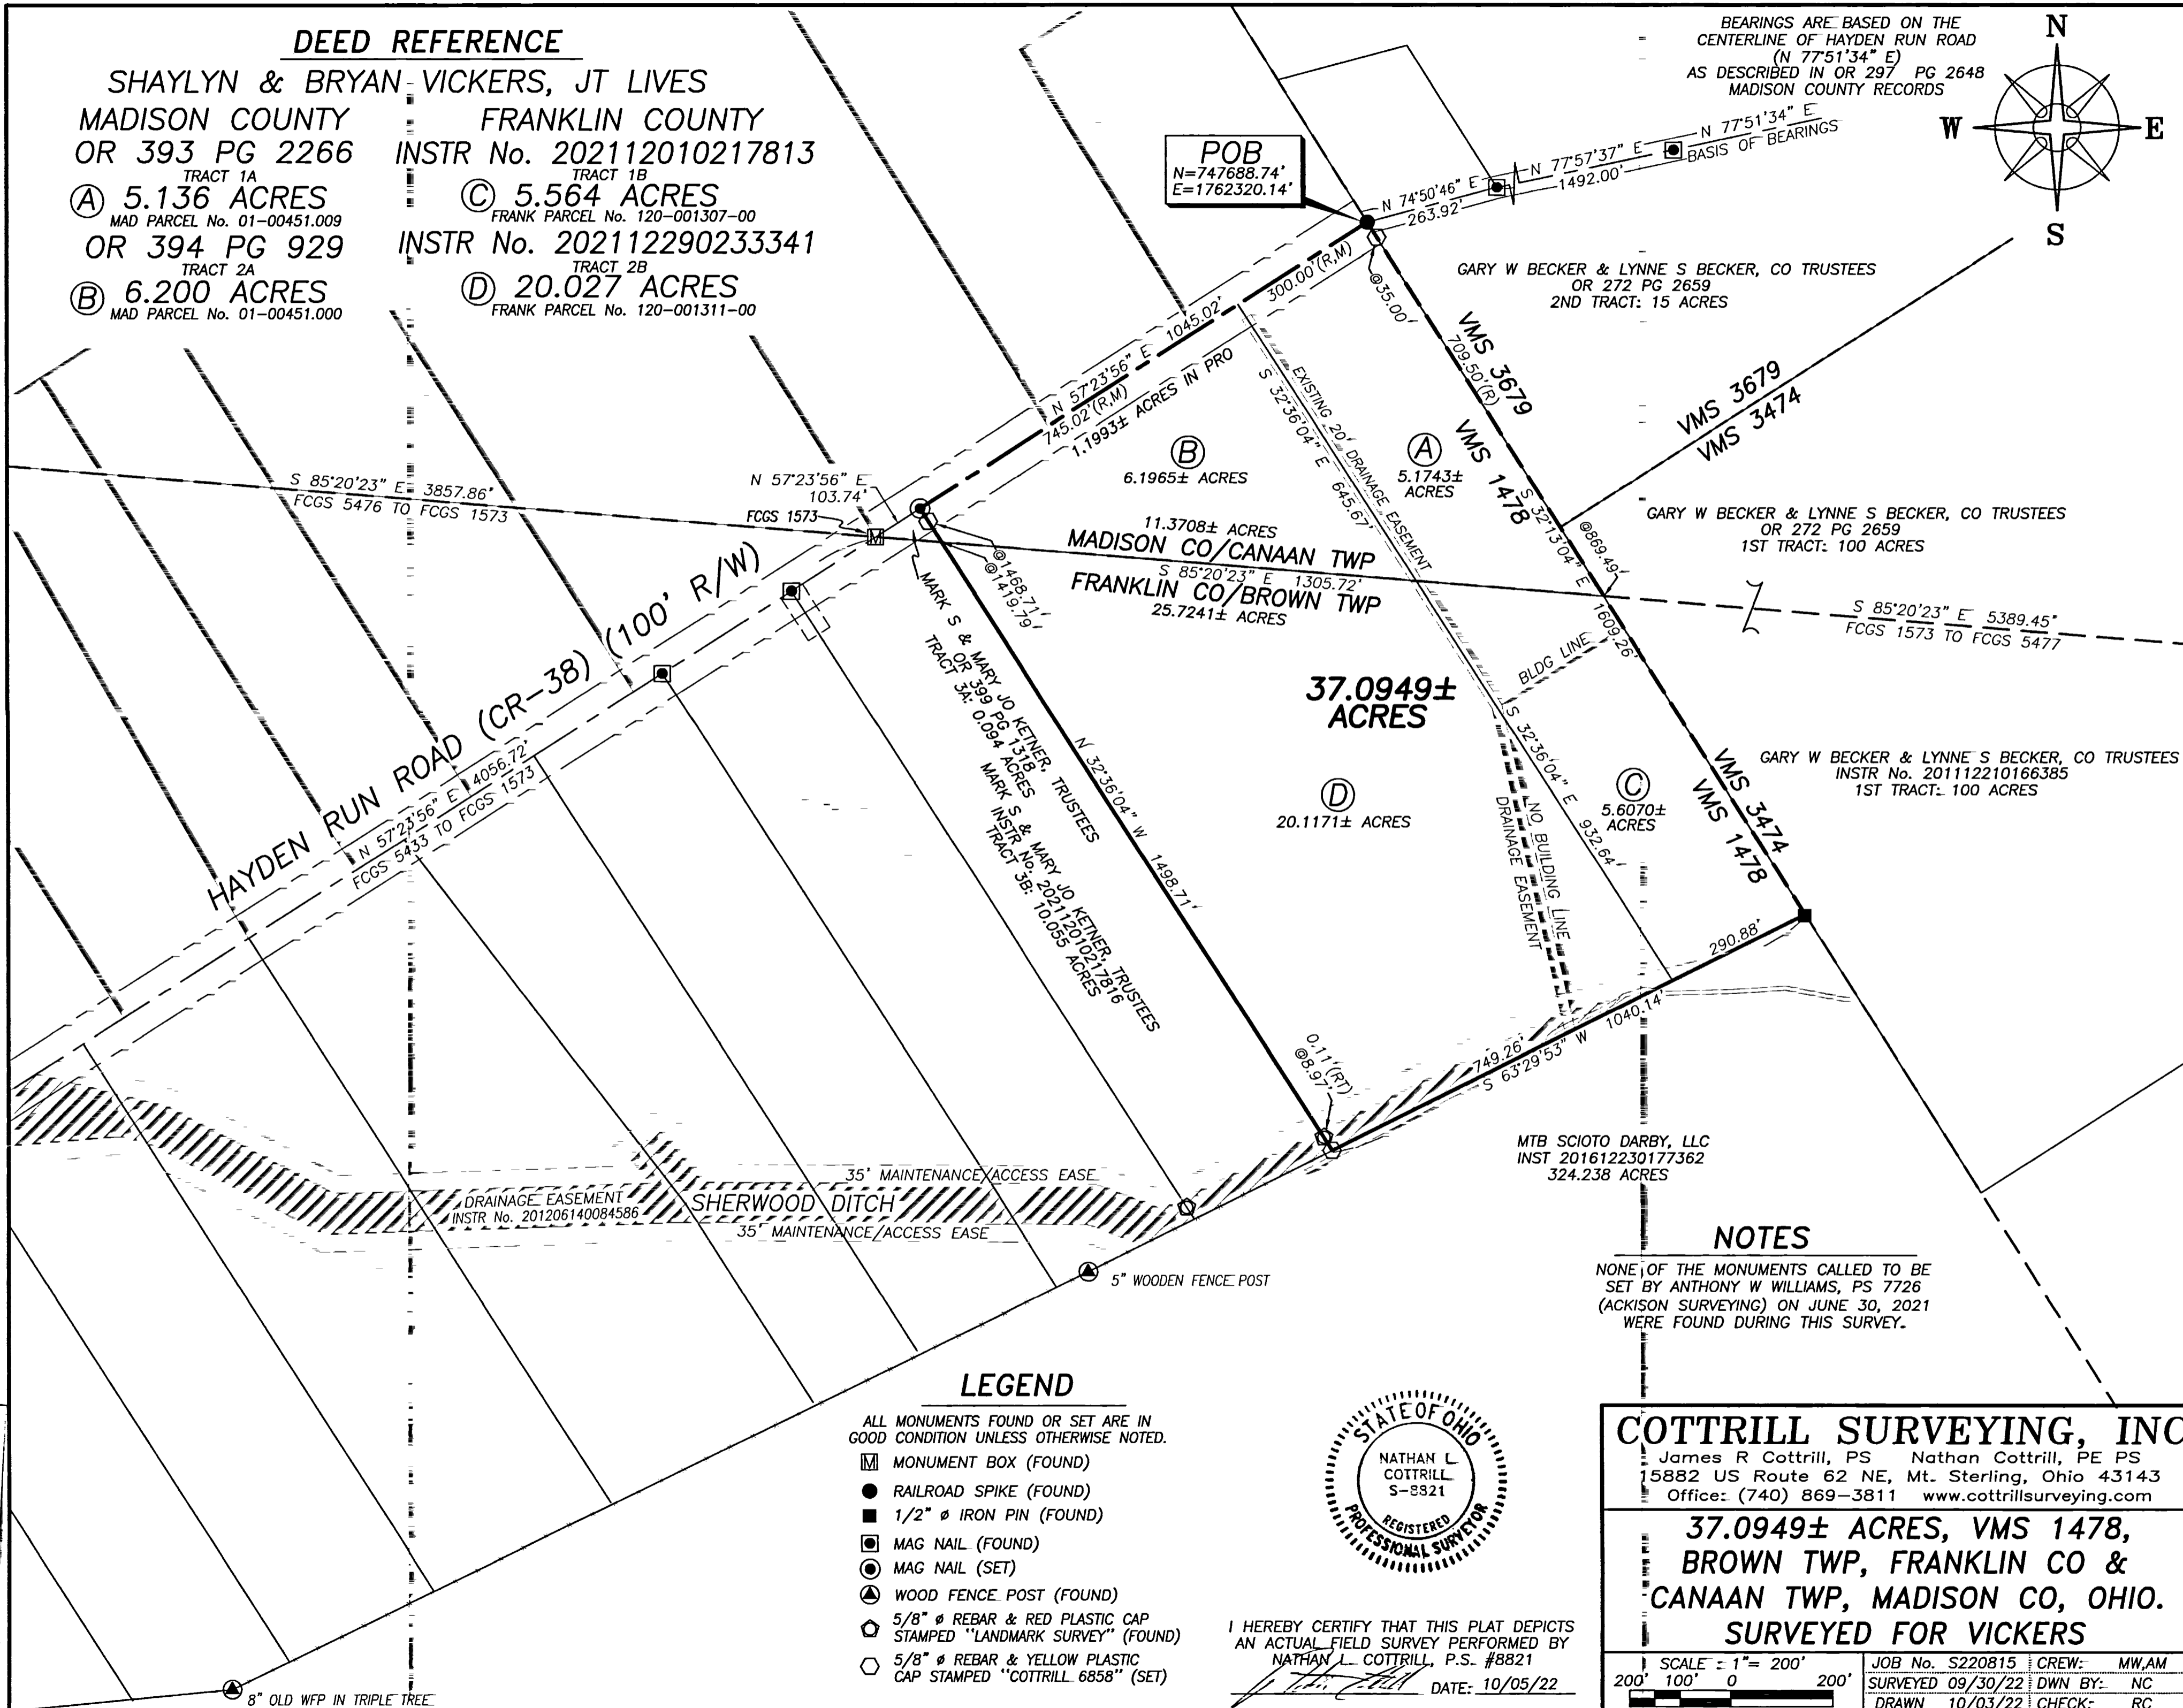 DEED REFERENCE
SHAYLYN & BRYAN VICKERS, JT LIVES
MADISON COUNTY
OR 393 PG 2266
TRACT 1A
Ⓐ 5.136 ACRES
MAD PARCEL No. 01-00451.009
OR 394 PG 929
TRACT 2A
Ⓑ 6.200 ACRES
MAD PARCEL No. 01-00451.000
FRANKLIN COUNTY
INSTR No. 202112010217813
TRACT 1B
Ⓒ 5.564 ACRES
FRANK PARCEL No. 120-001307-00
INSTR No. 202112290233341
TRACT 2B
Ⓓ 20.027 ACRES
FRANK PARCEL No. 120-001311-00
BEARINGS ARE BASED ON THE
CENTERLINE OF HAYDEN RUN ROAD
(N 77°51'34" E)
AS DESCRIBED IN OR 297 PG 2648
MADISON COUNTY RECORDS
N
W
E
S
POB
N=747688.74'
E=1762320.14'
N 74°50'46" E
263.92'
N 77°57'37" E
1492.00'
N 77°51'34" E
BASIS OF BEARINGS
GARY W BECKER & LYNNE S BECKER, CO TRUSTEES
OR 272 PG 2659
2ND TRACT: 15 ACRES
@35.00'
300.00'(R,M)
N 57°23'56" E 1045.02'
745.02'(R,M)
1.1993± ACRES IN PRO
VMS 3679
709.50'(R)
VMS 1478
VMS 3679
VMS 3474
EXISTING 20' DRAINAGE EASEMENT
S 32°36'04" E 645.67'
Ⓐ
5.1743±
ACRES
Ⓑ
6.1965± ACRES
S 32°13'04" E 1609.26'
@869.49'
GARY W BECKER & LYNNE S BECKER, CO TRUSTEES
OR 272 PG 2659
1ST TRACT: 100 ACRES
S 85°20'23" E 3857.86'
FCGS 5476 TO FCGS 1573
N 57°23'56" E
103.74'
FCGS 1573
M
11.3708± ACRES
MADISON CO/CANAAN TWP
S 85°20'23" E 1305.72'
FRANKLIN CO/BROWN TWP
25.7241± ACRES
S 85°20'23" E 5389.45'
FCGS 1573 TO FCGS 5477
@1468.71'
@1419.79'
BLDG LINE
37.0949±
ACRES
MARK S & MARY JO KETNER, TRUSTEES
OR 399 PG 1318
TRACT 3A: 0.094 ACRES
MARK S & MARY JO KETNER, TRUSTEES
INSTR No. 202112010217816
TRACT 3B: 10.055 ACRES
N 32°36'04" W 1498.71'
HAYDEN RUN ROAD (CR-38) (100' R/W)
N 57°23'56" E 4056.72'
FCGS 5433 TO FCGS 1573
GARY W BECKER & LYNNE S BECKER, CO TRUSTEES
INSTR No. 201112210166385
1ST TRACT: 100 ACRES
Ⓓ
20.1171± ACRES
S 32°36'04" E 932.64'
NO BUILDING LINE
DRAINAGE EASEMENT
Ⓒ
5.6070±
ACRES
VMS 3474
VMS 1478
290.88'
1040.14'
749.26'
S 63°29'53" W
0.11'(RT)
@8.97'
MTB SCIOTO DARBY, LLC
INST 201612230177362
324.238 ACRES
35' MAINTENANCE/ACCESS EASE
DRAINAGE EASEMENT
INSTR No. 201206140084586
SHERWOOD DITCH
35' MAINTENANCE/ACCESS EASE
5" WOODEN FENCE POST
8" OLD WFP IN TRIPLE TREE
NOTES
NONE OF THE MONUMENTS CALLED TO BE
SET BY ANTHONY W WILLIAMS, PS 7726
(ACKISON SURVEYING) ON JUNE 30, 2021
WERE FOUND DURING THIS SURVEY.
LEGEND
ALL MONUMENTS FOUND OR SET ARE IN
GOOD CONDITION UNLESS OTHERWISE NOTED.
M MONUMENT BOX (FOUND)
RAILROAD SPIKE (FOUND)
1/2" ø IRON PIN (FOUND)
MAG NAIL (FOUND)
MAG NAIL (SET)
WOOD FENCE POST (FOUND)
5/8" ø REBAR & RED PLASTIC CAP
STAMPED "LANDMARK SURVEY" (FOUND)
5/8" ø REBAR & YELLOW PLASTIC
CAP STAMPED "COTTRILL 6858" (SET)
STATE OF OHIO
NATHAN L
COTTRILL
S-8821
REGISTERED
PROFESSIONAL SURVEYOR
I HEREBY CERTIFY THAT THIS PLAT DEPICTS
AN ACTUAL FIELD SURVEY PERFORMED BY
NATHAN L. COTTRILL, P.S. #8821
DATE: 10/05/22
COTTRILL SURVEYING, INC
James R Cottrill, PS Nathan Cottrill, PE PS
15882 US Route 62 NE, Mt. Sterling, Ohio 43143
Office: (740) 869-3811 www.cottrillsurveying.com
37.0949± ACRES, VMS 1478,
BROWN TWP, FRANKLIN CO &
CANAAN TWP, MADISON CO, OHIO.
SURVEYED FOR VICKERS
SCALE : 1"= 200'
200' 100' 0 200'
JOB No. S220815 CREW: MW,AM
SURVEYED 09/30/22 DWN BY: NC
DRAWN 10/03/22 CHECK: RC